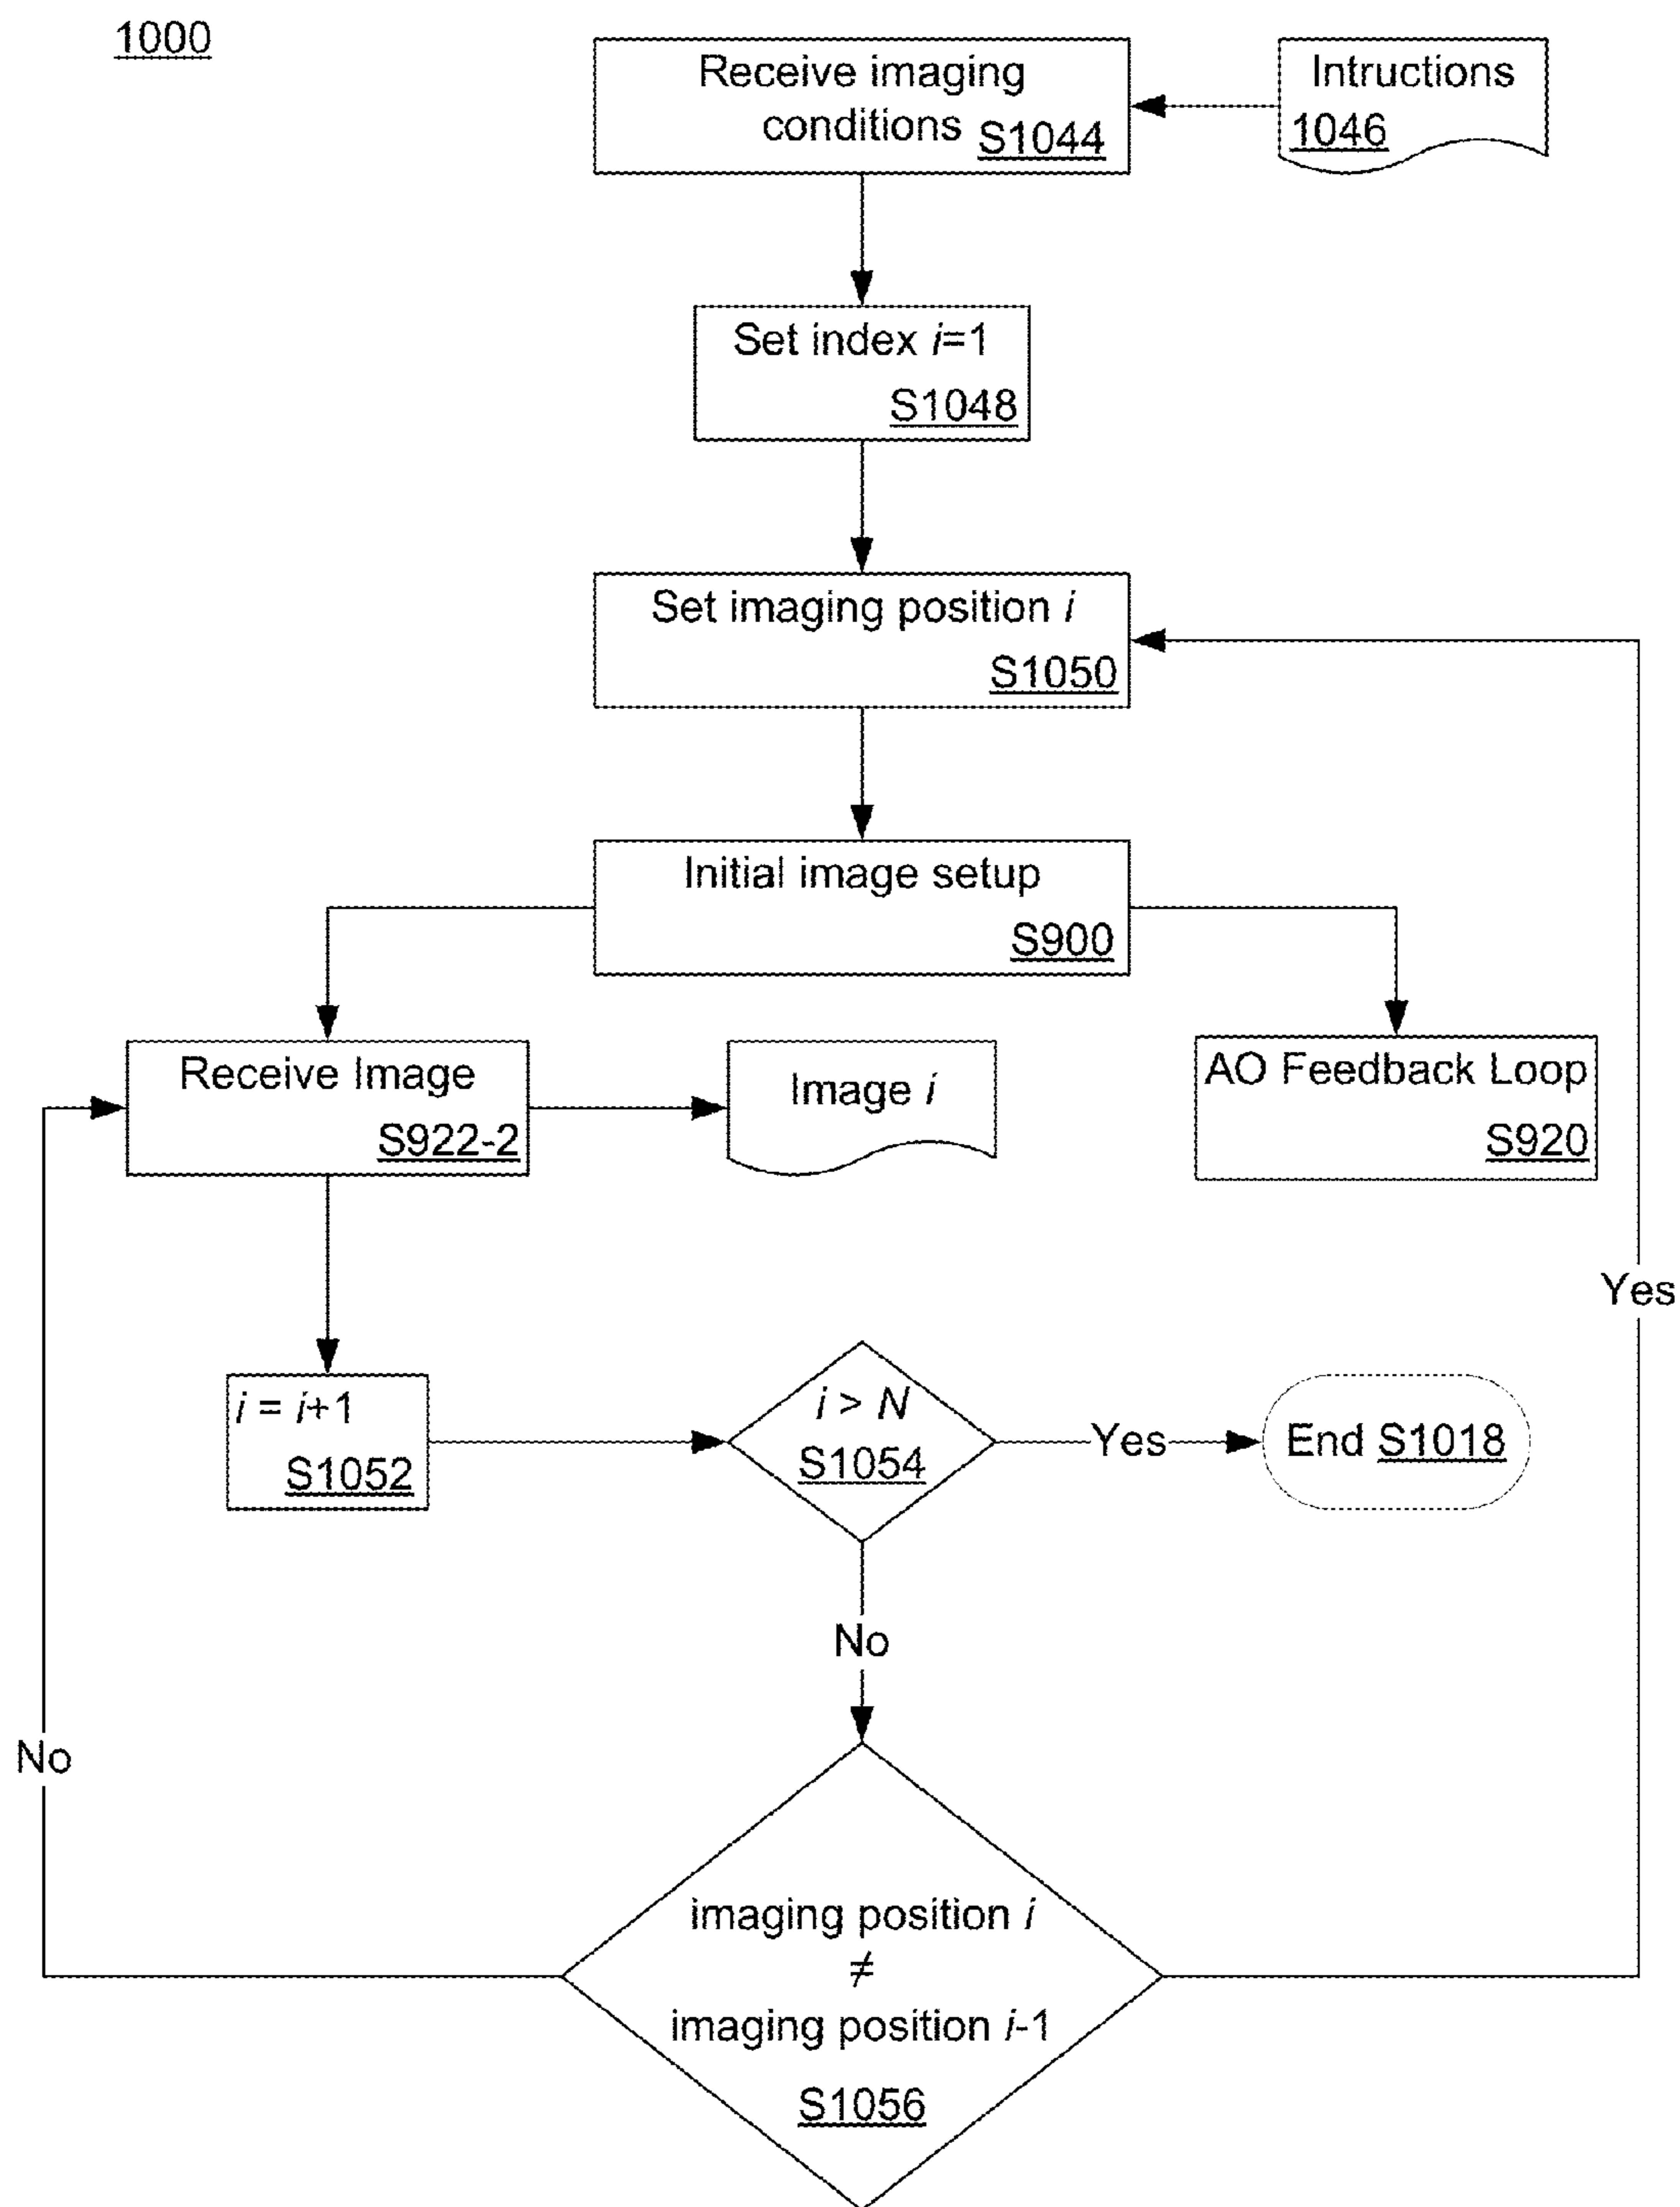 1000
Receive imaging
conditions S1044
Intructions
1046
Set index i=1
S1048
Set imaging position i
S1050
Initial image setup
S900
Receive Image
S922-2
Image i
AO Feedback Loop
S920
Yes
i = i+1
S1052
i > N
S1054
Yes
End S1018
No
No
imaging position i
≠
imaging position i-1
S1056